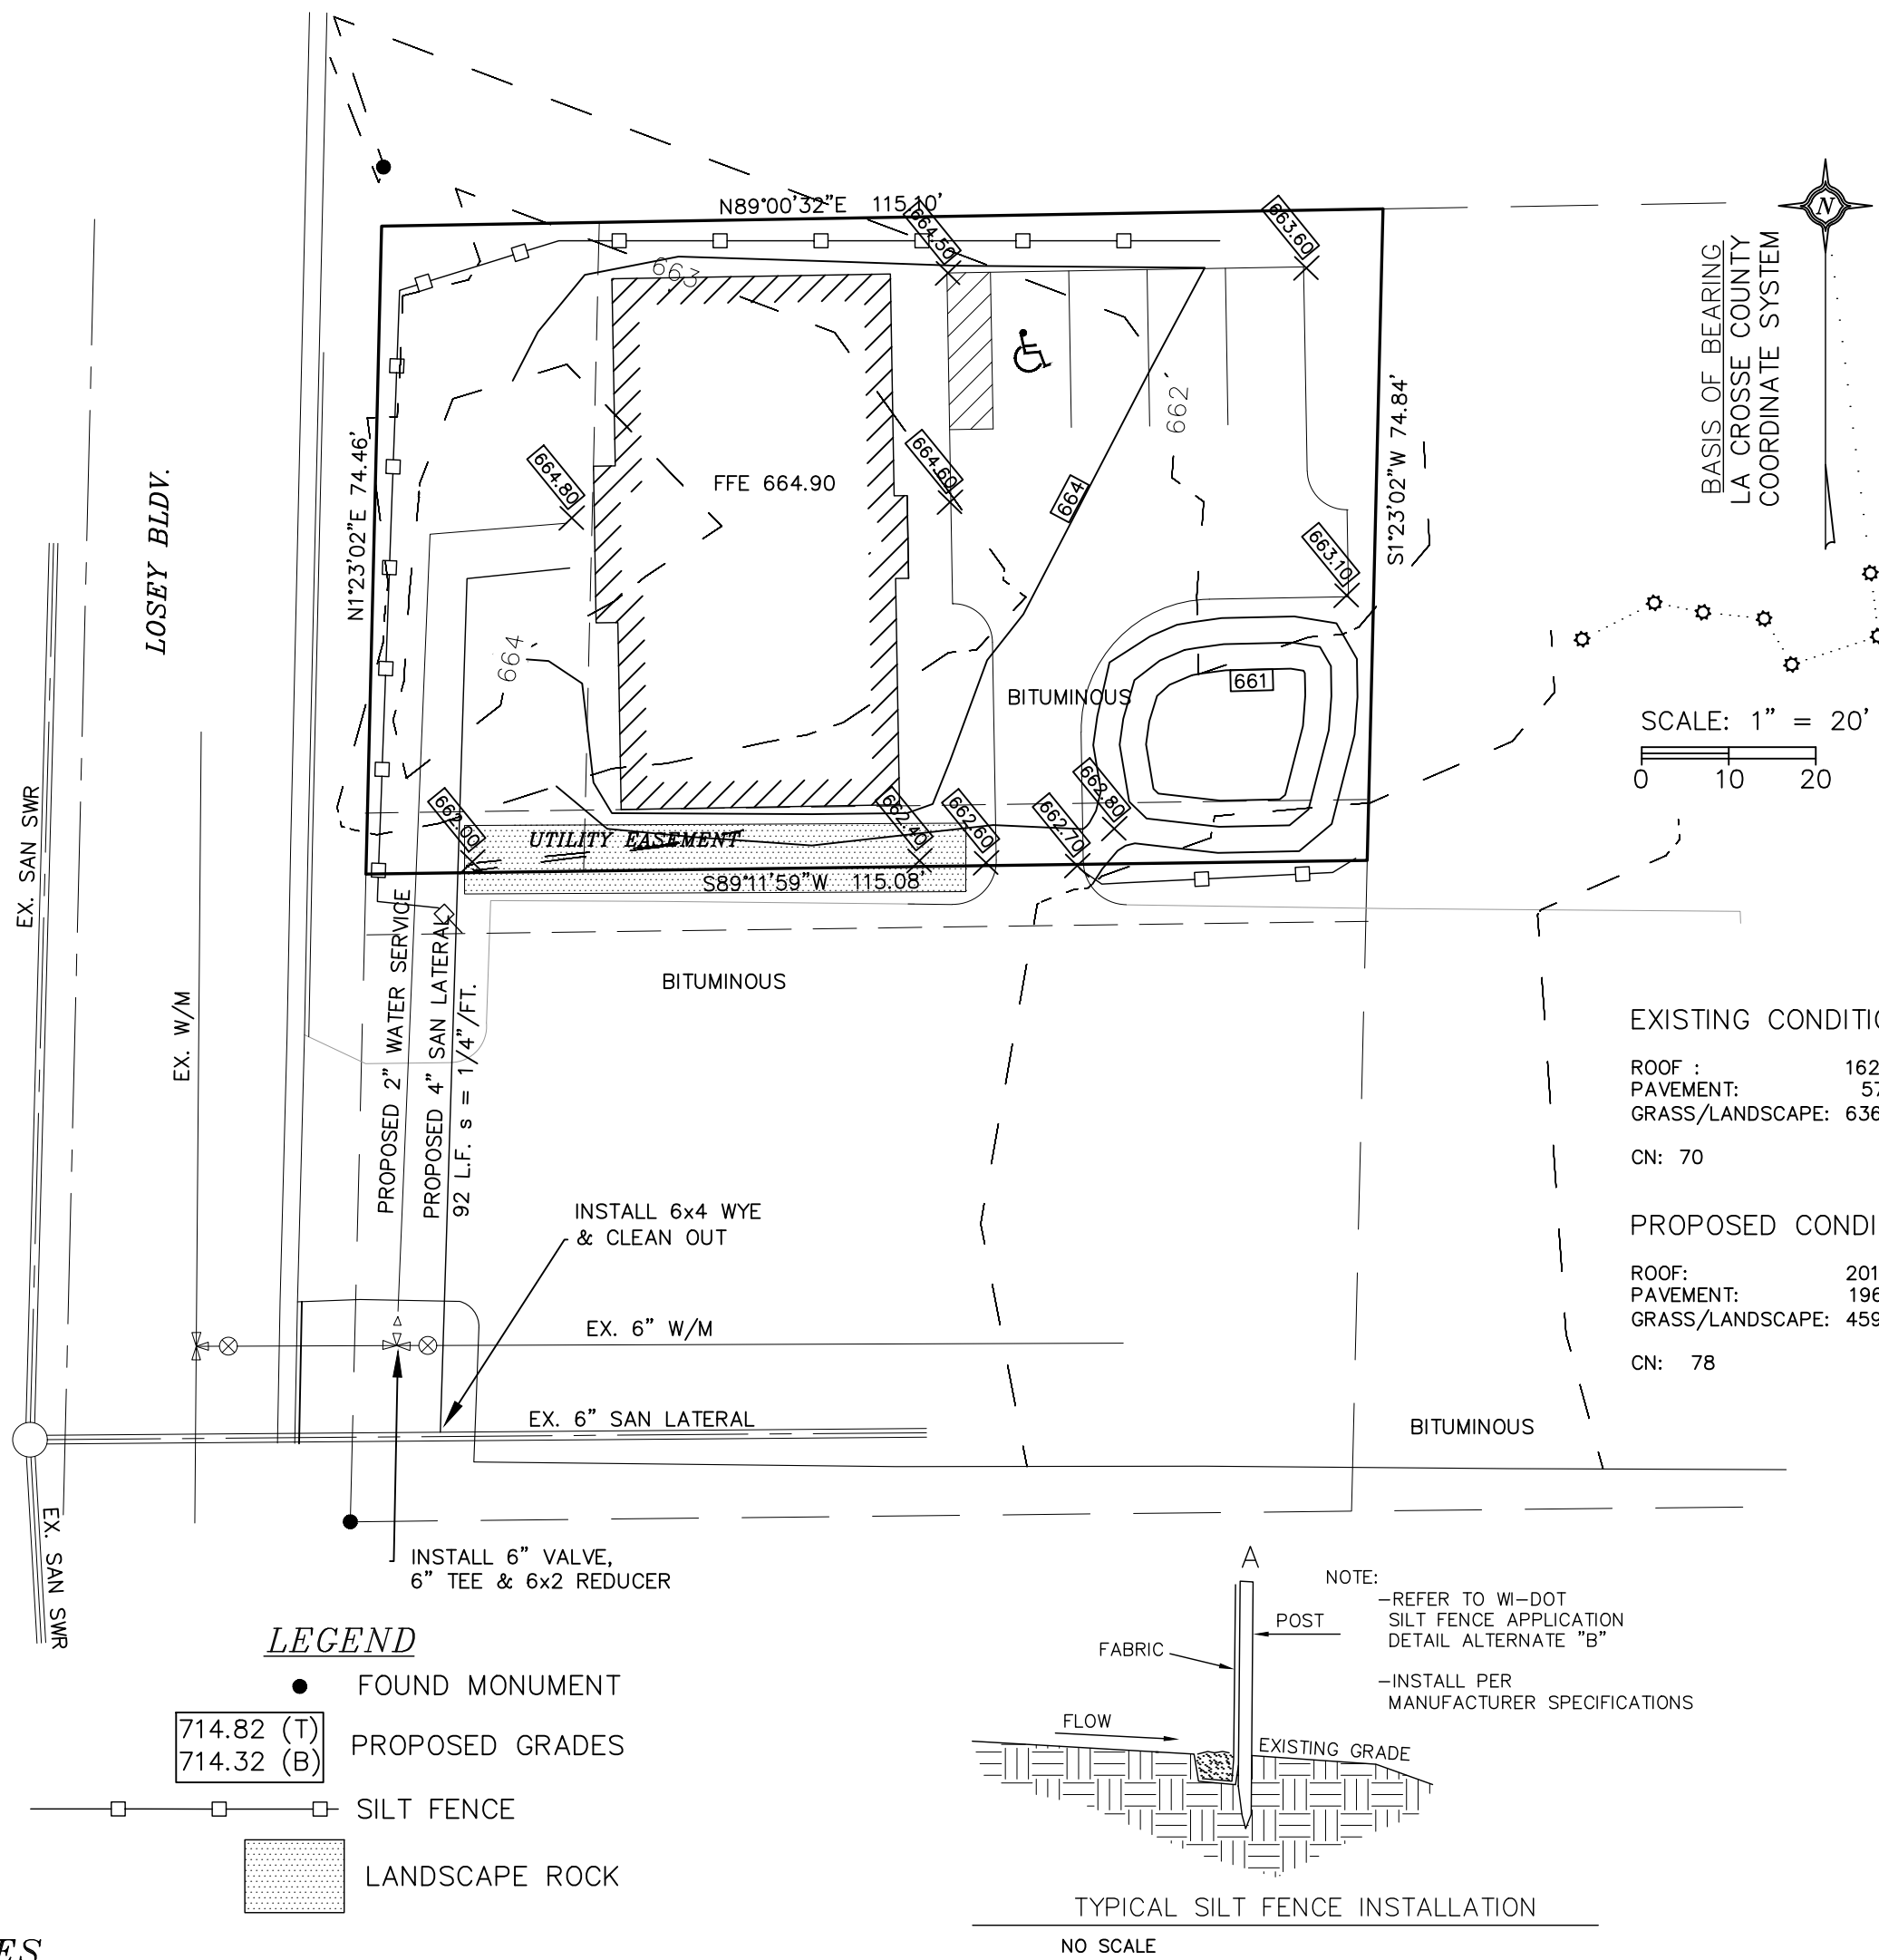 N89°00'32"E 115.10'
664.50
663.60
663
N
BASIS OF BEARING
LA CROSSE COUNTY
COORDINATE SYSTEM
LOSEY BLDV.
N1°23'02"E 74.46'
664.80
FFE 664.90
664.60
664
662'
S1°23'02"W 74.84'
663.10
664'
BITUMINOUS
661
SCALE: 1" = 20'
0 10 20
662.00
UTILITY EASEMENT
662.40
662.60
662.70
662.80
S89°11'59"W 115.08'
EX. SAN SWR
EX. W/M
PROPOSED 2" WATER SERVICE
PROPOSED 4" SAN LATERAL
92 L.F. s = 1/4"/FT.
BITUMINOUS
EXISTING CONDITIO
ROOF : 162
PAVEMENT: 57
GRASS/LANDSCAPE: 636
CN: 70
PROPOSED CONDI
ROOF: 201
PAVEMENT: 196
GRASS/LANDSCAPE: 459
CN: 78
INSTALL 6x4 WYE
& CLEAN OUT
EX. 6" W/M
EX. 6" SAN LATERAL
BITUMINOUS
EX. SAN SWR
INSTALL 6" VALVE,
6" TEE & 6x2 REDUCER
LEGEND
FOUND MONUMENT
714.82 (T)
714.32 (B)
PROPOSED GRADES
SILT FENCE
LANDSCAPE ROCK
A
NOTE:
-REFER TO WI-DOT
SILT FENCE APPLICATION
DETAIL ALTERNATE "B"
-INSTALL PER
MANUFACTURER SPECIFICATIONS
POST
FABRIC
FLOW
EXISTING GRADE
TYPICAL SILT FENCE INSTALLATION
NO SCALE